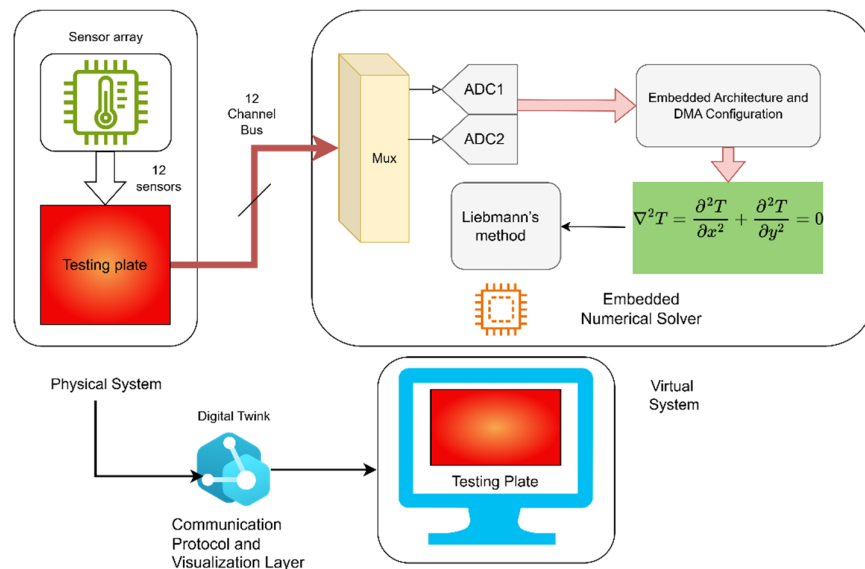 Sensor array
12
sensors
Testing plate
12
Channel
Bus
Mux
ADC1
ADC2
Embedded Architecture and
DMA Configuration
∇²T = ∂²T/∂x² + ∂²T/∂y² = 0
Liebmann's
method
Embedded
Numerical Solver
Physical System
Digital Twink
Communication
Protocol and
Visualization Layer
Testing Plate
Virtual
System